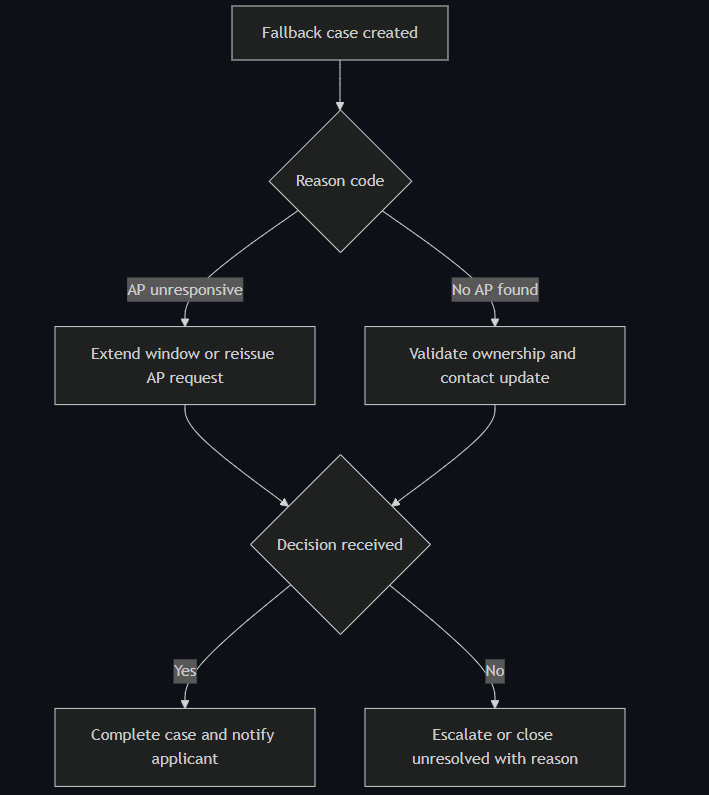 Fallback case created
Reason code
AP unresponsive
No AP found
Extend window or reissue
AP request
Validate ownership and
contact update
Decision received
Yes
No
Complete case and notify
applicant
Escalate or close
unresolved with reason